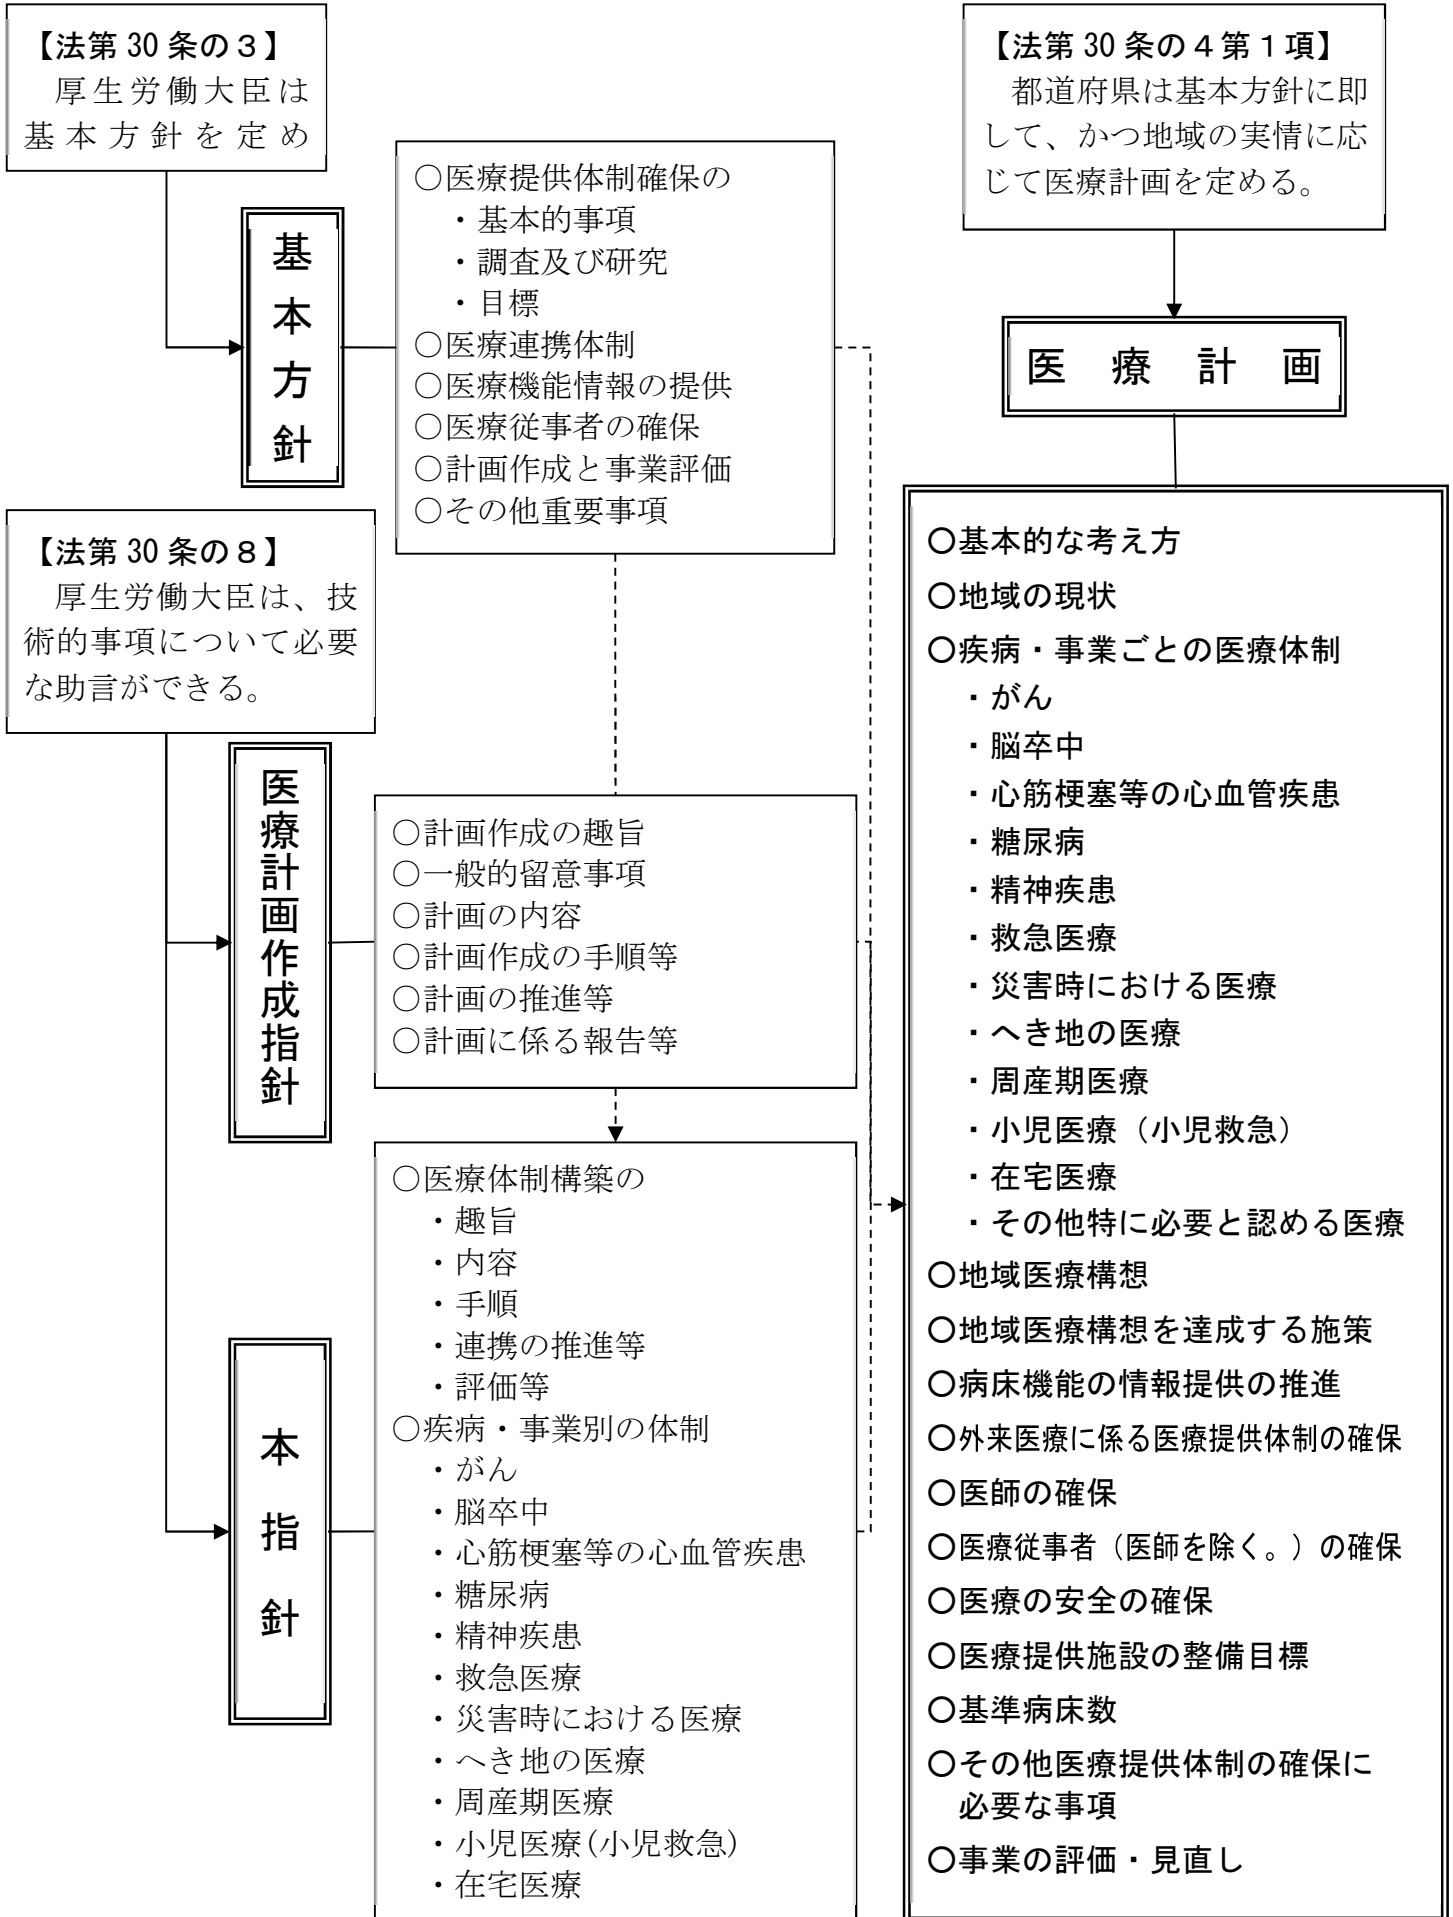 【法第 30 条の３】
厚生労働大臣は
基本方針を定め
基本方針
○医療提供体制確保の
・基本的事項
・調査及び研究
・目標
○医療連携体制
○医療機能情報の提供
○医療従事者の確保
○計画作成と事業評価
○その他重要事項
【法第 30 条の８】
厚生労働大臣は、技
術的事項について必要
な助言ができる。
医療計画作成指針
○計画作成の趣旨
○一般的留意事項
○計画の内容
○計画作成の手順等
○計画の推進等
○計画に係る報告等
本指針
○医療体制構築の
・趣旨
・内容
・手順
・連携の推進等
・評価等
○疾病・事業別の体制
・がん
・脳卒中
・心筋梗塞等の心血管疾患
・糖尿病
・精神疾患
・救急医療
・災害時における医療
・へき地の医療
・周産期医療
・小児医療(小児救急)
・在宅医療
【法第 30 条の４第１項】
都道府県は基本方針に即
して、かつ地域の実情に応
じて医療計画を定める。
医療計画
○基本的な考え方
○地域の現状
○疾病・事業ごとの医療体制
・がん
・脳卒中
・心筋梗塞等の心血管疾患
・糖尿病
・精神疾患
・救急医療
・災害時における医療
・へき地の医療
・周産期医療
・小児医療（小児救急）
・在宅医療
・その他特に必要と認める医療
○地域医療構想
○地域医療構想を達成する施策
○病床機能の情報提供の推進
○外来医療に係る医療提供体制の確保
○医師の確保
○医療従事者（医師を除く。）の確保
○医療の安全の確保
○医療提供施設の整備目標
○基準病床数
○その他医療提供体制の確保に
必要な事項
○事業の評価・見直し